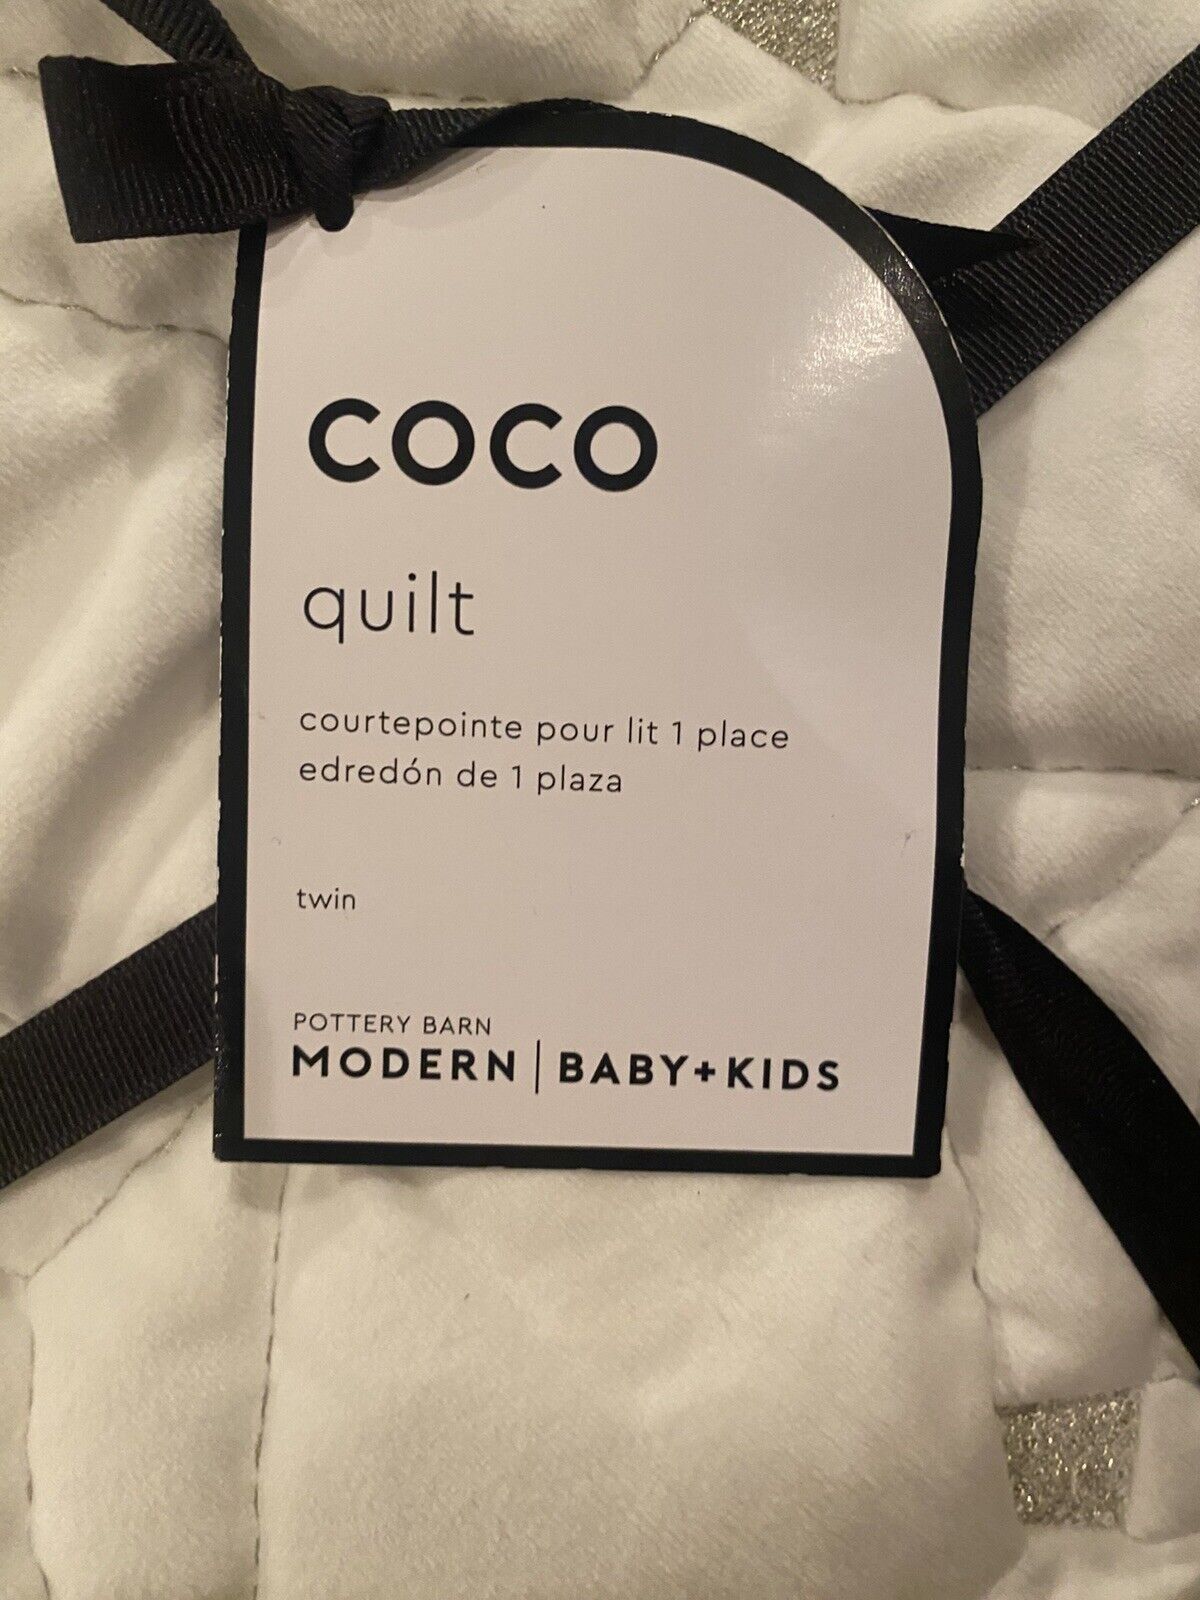 coco
quilt
courtepointe pour lit 1 place
edredón de 1 plaza
twin
POTTERY BARN
MODERN | BABY+KIDS